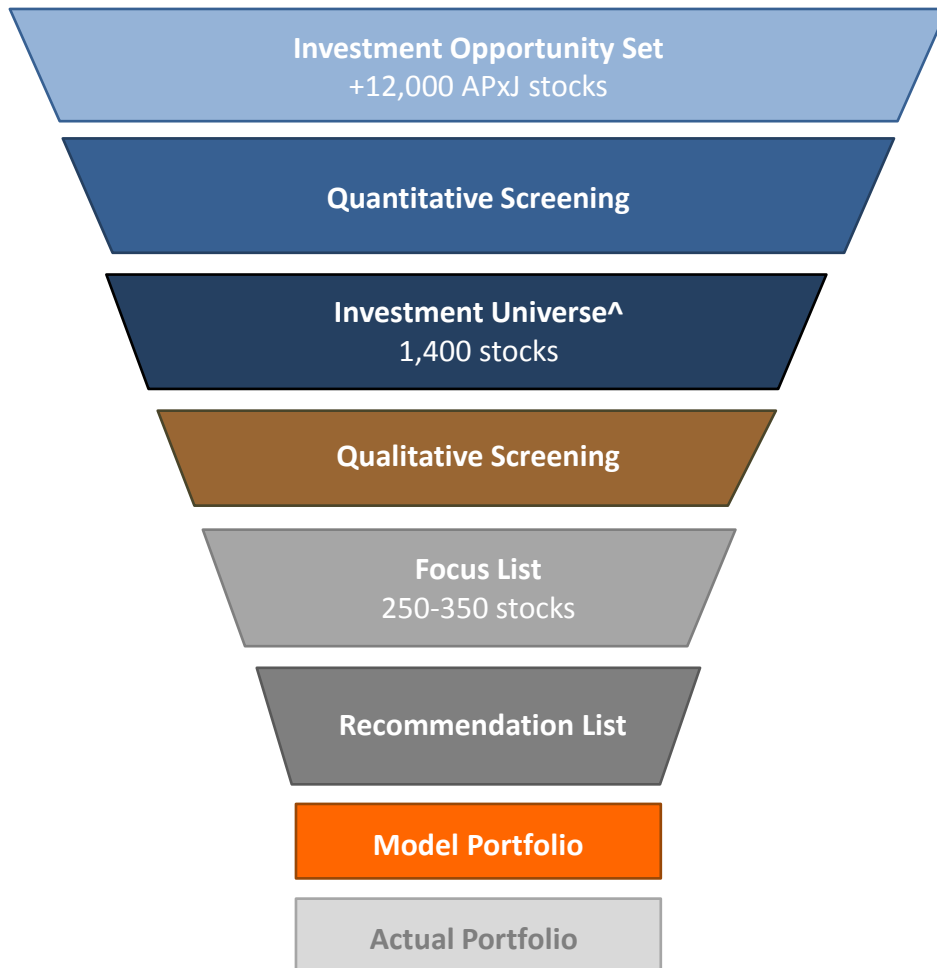 Investment Opportunity Set
+12,000 APxJ stocks
Quantitative Screening
Investment Universe^
1,400 stocks
Qualitative Screening
Focus List
250-350 stocks
Recommendation List
Model Portfolio
Actual Portfolio